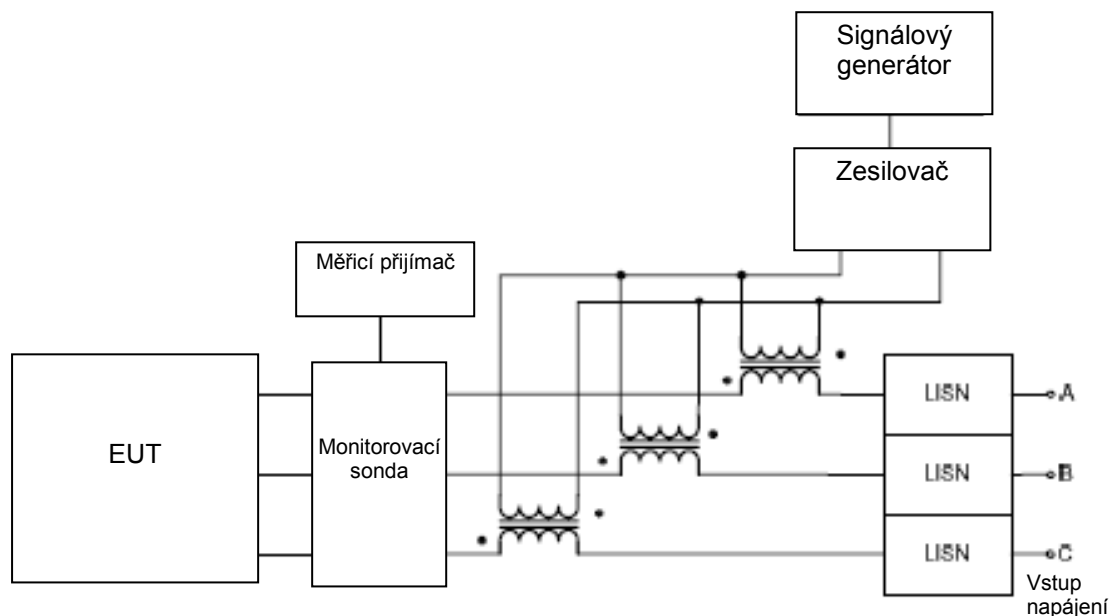 Signálový
generátor
Zesilovač
Měřicí přijímač
EUT
Monitorovací
sonda
LISN
A
LISN
B
LISN
C
Vstup
napájení